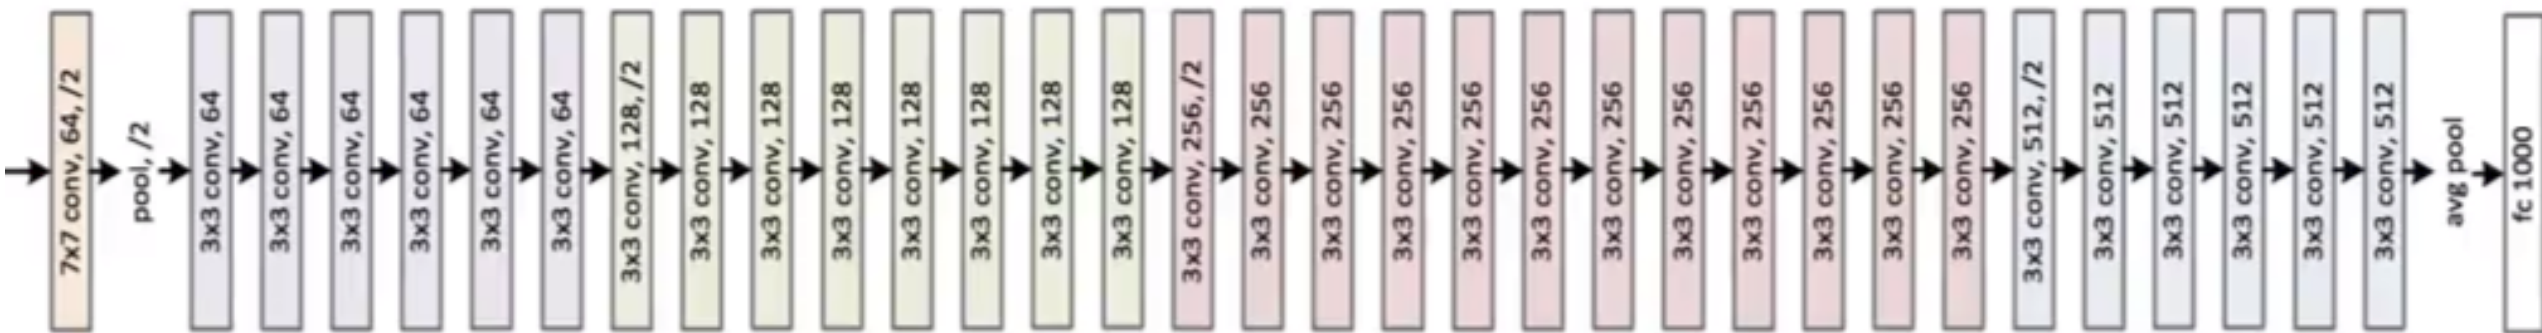 7x7 conv, 64, /2
pool, /2
3x3 conv, 64
3x3 conv, 64
3x3 conv, 64
3x3 conv, 64
3x3 conv, 64
3x3 conv, 64
3x3 conv, 128, /2
3x3 conv, 128
3x3 conv, 128
3x3 conv, 128
3x3 conv, 128
3x3 conv, 128
3x3 conv, 128
3x3 conv, 128
3x3 conv, 256, /2
3x3 conv, 256
3x3 conv, 256
3x3 conv, 256
3x3 conv, 256
3x3 conv, 256
3x3 conv, 256
3x3 conv, 256
3x3 conv, 256
3x3 conv, 256
3x3 conv, 256
3x3 conv, 256
3x3 conv, 512, /2
3x3 conv, 512
3x3 conv, 512
3x3 conv, 512
3x3 conv, 512
3x3 conv, 512
avg pool
fc 1000